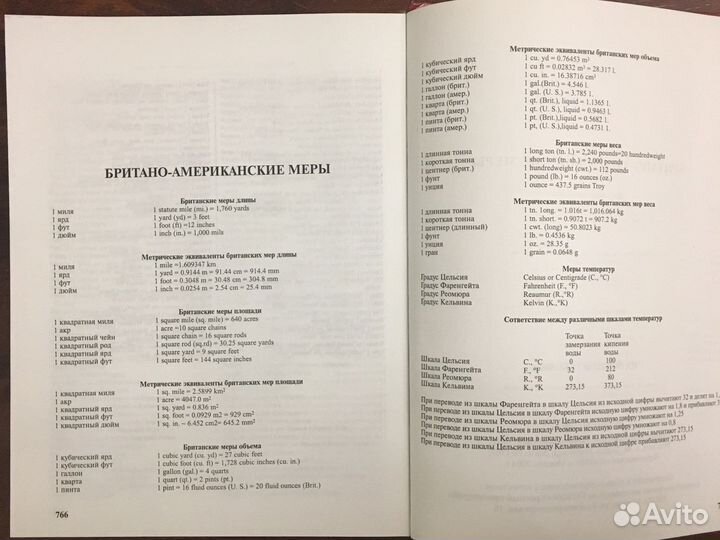 БРИТАНО-АМЕРИКАНСКИЕ МЕРЫ
Британские меры длины
1 миля 1 statute mile (mi.) = 1,760 yards
1 ярд 1 yard (yd) = 3 feet
1 фут 1 foot (ft) =12 inches
1 дюйм 1 inch (in.) = 1,000 mils
Метрические эквиваленты британских мер длины
1 миля 1 mile =1.609347 km
1 ярд 1 yard = 0.9144 m = 91.44 cm = 914.4 mm
1 фут 1 foot = 0.3048 m = 30.48 cm = 304.8 mm
1 дюйм 1 inch = 0.0254 m = 2.54 cm = 25.4 mm
Британские меры площади
1 квадратная миля 1 square mile (sq. mile) = 640 acres
1 акр 1 acre =10 square chains
1 квадратный чейн 1 square chain = 16 square rods
1 квадратный род 1 square rod (sq.rd) = 30.25 square yards
1 квадратный ярд 1 square yard = 9 square feet
1 квадратный фут 1 square feet = 144 square inches
Метрические эквиваленты британских мер площади
1 квадратная миля 1 sq. mile = 2.5899 km²
1 акр 1 acre = 4047.0 m²
1 квадратный ярд 1 sq. yard = 0.836 m²
1 квадратный фут 1 sq. foot = 0.0929 m2 = 929 cm²
1 квадратный дюйм 1 sq. in = 6.452 cm2= 645.2 mm²
Британские меры объема
1 кубический ярд 1 cubic yard (cu. yd) = 27 cubic feet
1 кубический фут 1 cubic foot (cu. ft) = 1,728 cubic inches (cu. in.)
1 галлон 1 gallon (gal.) = 4 quarts
1 кварта 1 quart (qt.) = 2 pints (pt.)
1 пинта 1 pint = 16 fluid ounces (U. S.) = 20 fluid ounces (Brit.)
766
Метрические эквиваленты британских мер объема
1 кубический ярд 1 cu. yd = 0.76453 m³
1 кубический фут 1 cu ft = 0.02832 m³ = 28.317 l.
1 кубический дюйм 1 cu. in. = 16.38716 cm³
1 галлон (брит.) 1 gal.(Brit.) = 4.546 l
1 галлон (амер.) 1 gal. (U. S.) = 3.785 l.
1 кварта (брит.) 1 qt. (Brit.), liquid = 1.1365 l
1 кварта (амер.) 1 qt. (U. S.), liquid = 0.9463 l
1 пинта (брит.) 1 pt. (Brit.),liquid = 0.5682 l
1 пинта (амер.) 1 pt, (U. S.), liquid = 0.4731 l.
Британские меры веса
1 длинная тонна 1 long ton (tn. l.) = 2,240 pounds=20 hundredweight
1 короткая тонна 1 short ton (tn. sh.) = 2,000 pounds
1 центнер (брит.) 1 hundredweight (cwt.) = 112 pounds
1 фунт 1 pound (lb.) = 16 ounces (oz.)
1 унция 1 ounce = 437.5 grains Troy
Метрические эквиваленты британских мер веса
1 длинная тонна 1 tn. 1ong. = 1.016t = 1,016.064 kg
1 короткая тонна 1 tn. short = 0.9072 t = 907.2 kg
1 центнер (длинный) 1 cwt. (long) = 50.8023 kg
1 фунт 1 lb. = 0.4536 kg
1 унция 1 oz. = 28.35 g
1 гран 1 grain = 0.0648 g
Меры температур
Градус Цельсия Celsius or Centigrade (C., °C)
Градус Фаренгейта Fahrenheit (F., °F)
Градус Реомюра Reaumur (R.,°R)
Градус Кельвина Kelvin (K.,°K)
Соответствие между различными шкалами температур
Точка Точка
замерзания кипения
воды воды
Шкала Цельсия C., °C 0 100
Шкала Фаренгейта F., °F 32 212
Шкала Реомюра R., °R 0 80
Шкала Кельвина K., °K 273,15 373,15
При переводе из шкалы Фаренгейта в шкалу Цельсия из исходной цифры вычитают 32 и делят на 1,
При переводе из шкалы Цельсия в шкалу Фаренгейта исходную цифру умножают на 1,8 и прибавляют
При переводе из шкалы Реомюра в шкалу Цельсия исходную цифру умножают на 1,25
При переводе из шкалы Цельсия в шкалу Реомюра исходную цифру умножают на 0,8
При переводе из шкалы Кельвина в шкалу Цельсия из исходной цифры вычитают 273,15
При переводе из шкалы Цельсия в шкалу Кельвина к исходной цифре прибавляют 273,15
Avito